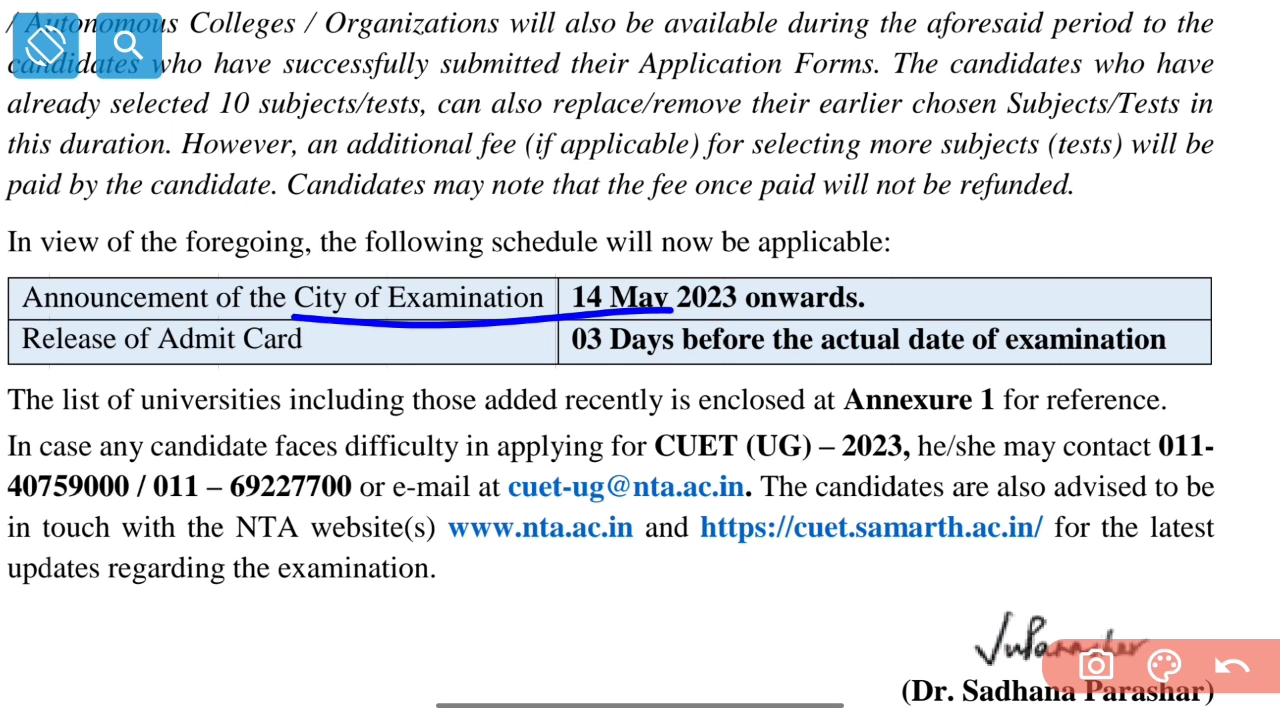 / Autonomous Colleges / Organizations will also be available during the aforesaid period to the
candidates who have successfully submitted their Application Forms. The candidates who have
already selected 10 subjects/tests, can also replace/remove their earlier chosen Subjects/Tests in
this duration. However, an additional fee (if applicable) for selecting more subjects (tests) will be
paid by the candidate. Candidates may note that the fee once paid will not be refunded.
In view of the foregoing, the following schedule will now be applicable:
Announcement of the City of Examination 14 May 2023 onwards.
Release of Admit Card 03 Days before the actual date of examination
The list of universities including those added recently is enclosed at Annexure 1 for reference.
In case any candidate faces difficulty in applying for CUET (UG) – 2023, he/she may contact 011-
40759000 / 011 – 69227700 or e-mail at cuet-ug@nta.ac.in. The candidates are also advised to be
in touch with the NTA website(s) www.nta.ac.in and https://cuet.samarth.ac.in/ for the latest
updates regarding the examination.
(Dr. Sadhana Parashar)